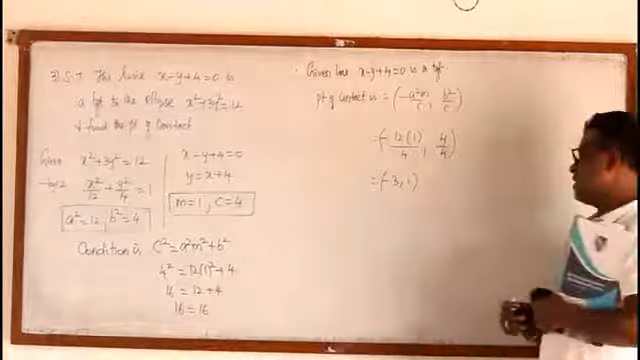 3) S.T the line x-y+4=0 is
a tgt to the ellipse x²+3y²=12
& find the pt of contact
Given x²+3y²=12
÷by12 x²/12 + y²/4 = 1
a²=12, b²=4
x-y+4=0
y=x+4
m=1, c=4
Condition is c²=a²m²+b²
4²=12(1)²+4
16=12+4
16=16
Given line x-y+4=0 is a tgt.
pt of contact is = (-a²m/c, b²/c)
=(-12(1)/4, 4/4)
=(-3,1)